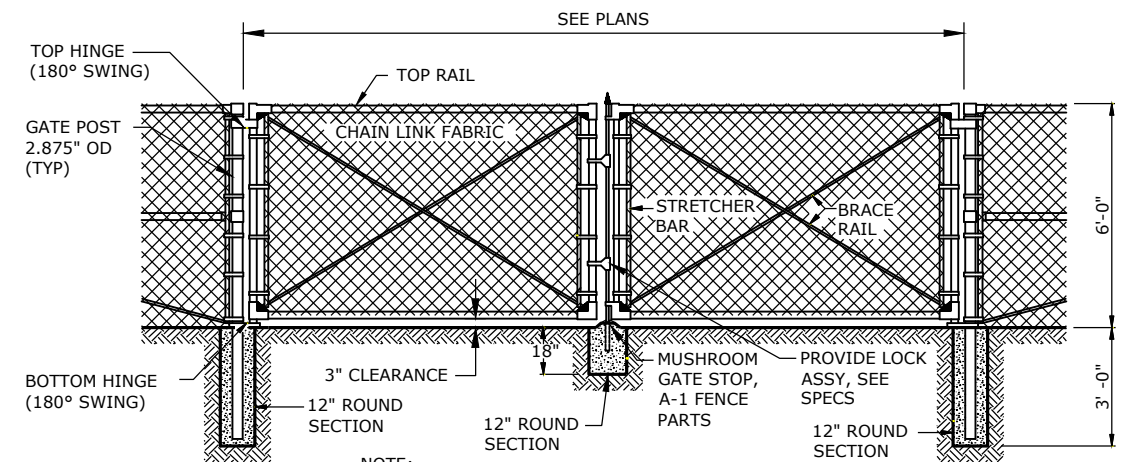 SEE PLANS
TOP HINGE
(180° SWING)
TOP RAIL
GATE POST
2.875" OD
(TYP)
CHAIN LINK FABRIC
STRETCHER
BAR
BRACE
RAIL
6'-0"
18"
3" CLEARANCE
MUSHROOM
GATE STOP,
A-1 FENCE
PARTS
PROVIDE LOCK
ASSY, SEE
SPECS
BOTTOM HINGE
(180° SWING)
12" ROUND
SECTION
12" ROUND
SECTION
12" ROUND
SECTION
3' -0"
NOTE: